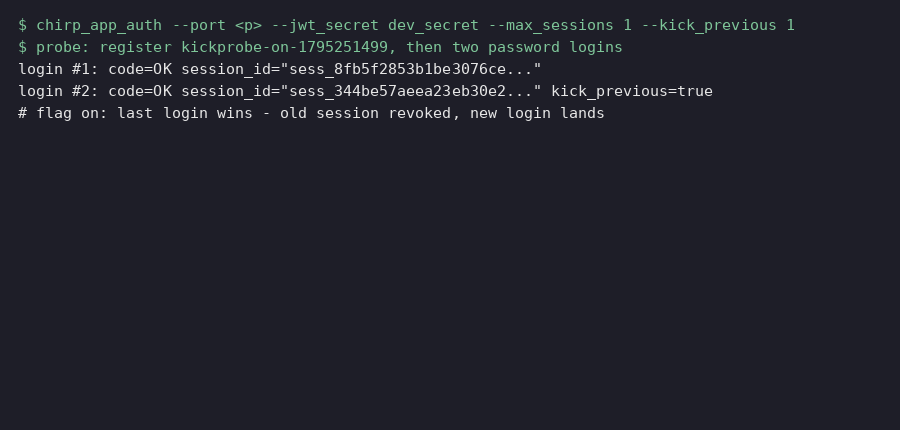 $ chirp_app_auth --port <p> --jwt_secret dev_secret --max_sessions 1 --kick_previous 1
$ probe: register kickprobe-on-1795251499, then two password logins
login #1: code=OK session_id="sess_8fb5f2853b1be3076ce..."
login #2: code=OK session_id="sess_344be57aeea23eb30e2..." kick_previous=true
# flag on: last login wins - old session revoked, new login lands